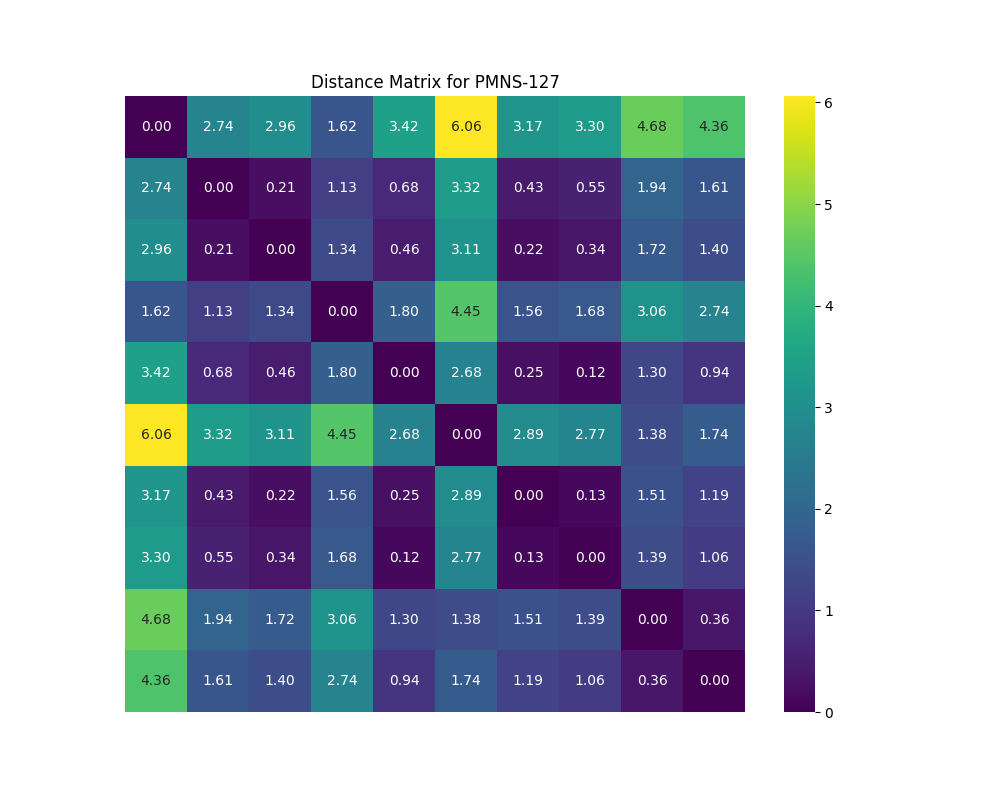 Distance Matrix for PMNS-127
0.00 2.74 2.96 1.62 3.42 6.06 3.17 3.30 4.68 4.36
2.74 0.00 0.21 1.13 0.68 3.32 0.43 0.55 1.94 1.61
2.96 0.21 0.00 1.34 0.46 3.11 0.22 0.34 1.72 1.40
1.62 1.13 1.34 0.00 1.80 4.45 1.56 1.68 3.06 2.74
3.42 0.68 0.46 1.80 0.00 2.68 0.25 0.12 1.30 0.94
6.06 3.32 3.11 4.45 2.68 0.00 2.89 2.77 1.38 1.74
3.17 0.43 0.22 1.56 0.25 2.89 0.00 0.13 1.51 1.19
3.30 0.55 0.34 1.68 0.12 2.77 0.13 0.00 1.39 1.06
4.68 1.94 1.72 3.06 1.30 1.38 1.51 1.39 0.00 0.36
4.36 1.61 1.40 2.74 0.94 1.74 1.19 1.06 0.36 0.00
6
5
4
3
2
1
0